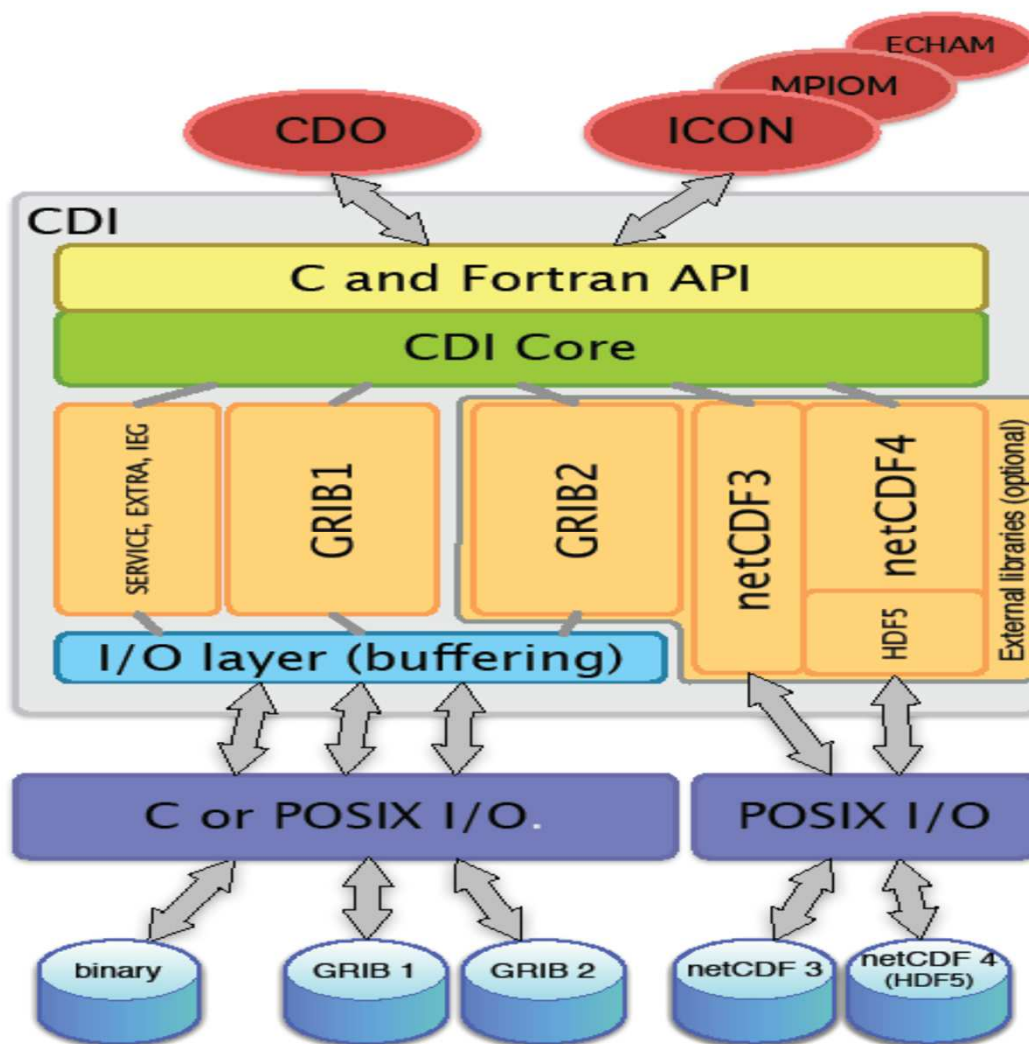 ECHAM
MPIOM
CDO
ICON
CDI
C and Fortran API
CDI Core
SERVICE, EXTRA, IEG
GRIB1
GRIB2
netCDF3
netCDF4
HDF5
External libraries (optional)
I/O layer (buffering)
C or POSIX I/O.
POSIX I/O
binary
GRIB 1
GRIB 2
netCDF 3
netCDF 4
(HDF5)